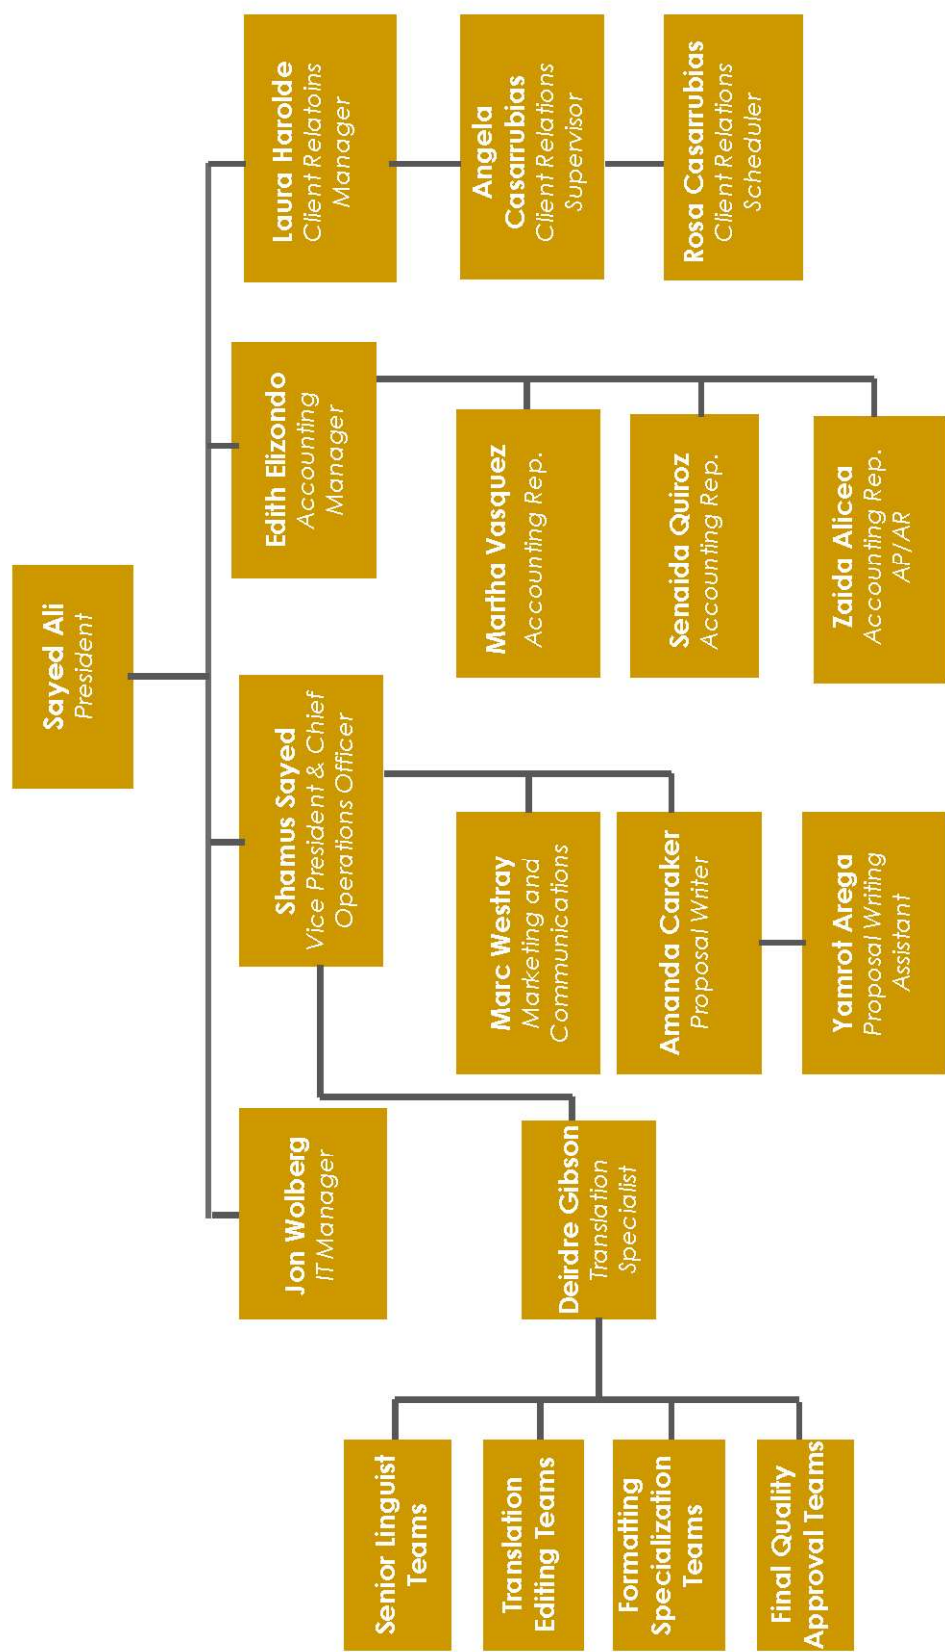 Sayed Ali
President
Jon Wolberg
IT Manager
Shamus Sayed
Vice President & Chief
Operations Officer
Edith Elizondo
Accounting
Manager
Laura Harolde
Client Relatoins
Manager
Senior Linguist
Teams
Translation
Editing Teams
Formatting
Specialization
Teams
Final Quality
Approval Teams
Deirdre Gibson
Translation
Specialist
Marc Westray
Marketing and
Communications
Amanda Caraker
Proposal Writer
Yamrot Arega
Proposal Writing
Assistant
Martha Vasquez
Accounting Rep.
Senaida Quiroz
Accounting Rep.
Zaida Alicea
Accounting Rep.
AP/AR
Angela
Casarrubias
Client Relations
Supervisor
Rosa Casarrubias
Client Relations
Scheduler